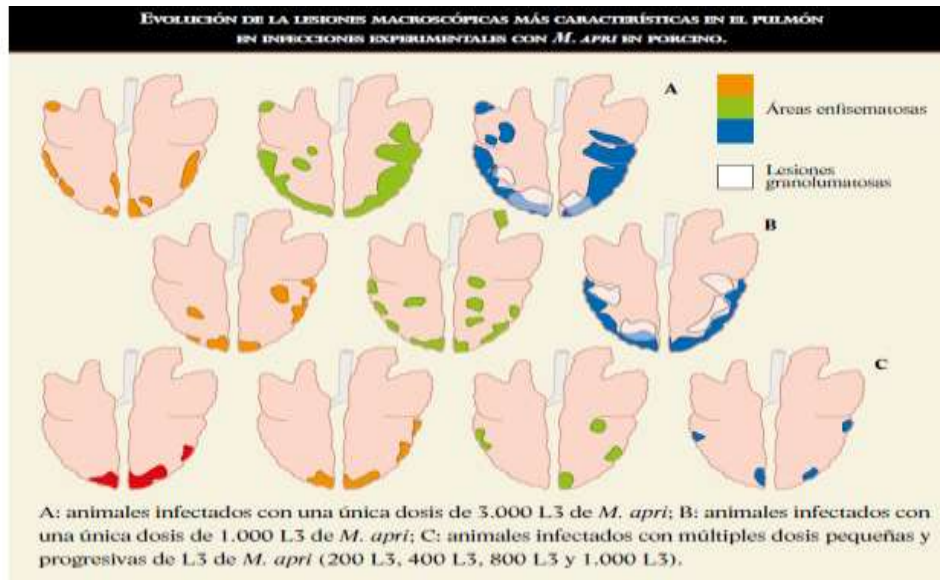 EVOLUCIÓN DE LA LESIONES MACROSCÓPICAS MÁS CARACTERÍSTICAS EN EL PULMÓN
EN INFECCIONES EXPERIMENTALES CON M. APRI EN PORCINO.
A
Áreas enfisematosas
Lesiones
granolumatosas
B
C
A: animales infectados con una única dosis de 3.000 L3 de M. apri; B: animales infectados con
una única dosis de 1.000 L3 de M. apri; C: animales infectados con múltiples dosis pequeñas y
progresivas de L3 de M. apri (200 L3, 400 L3, 800 L3 y 1.000 L3).